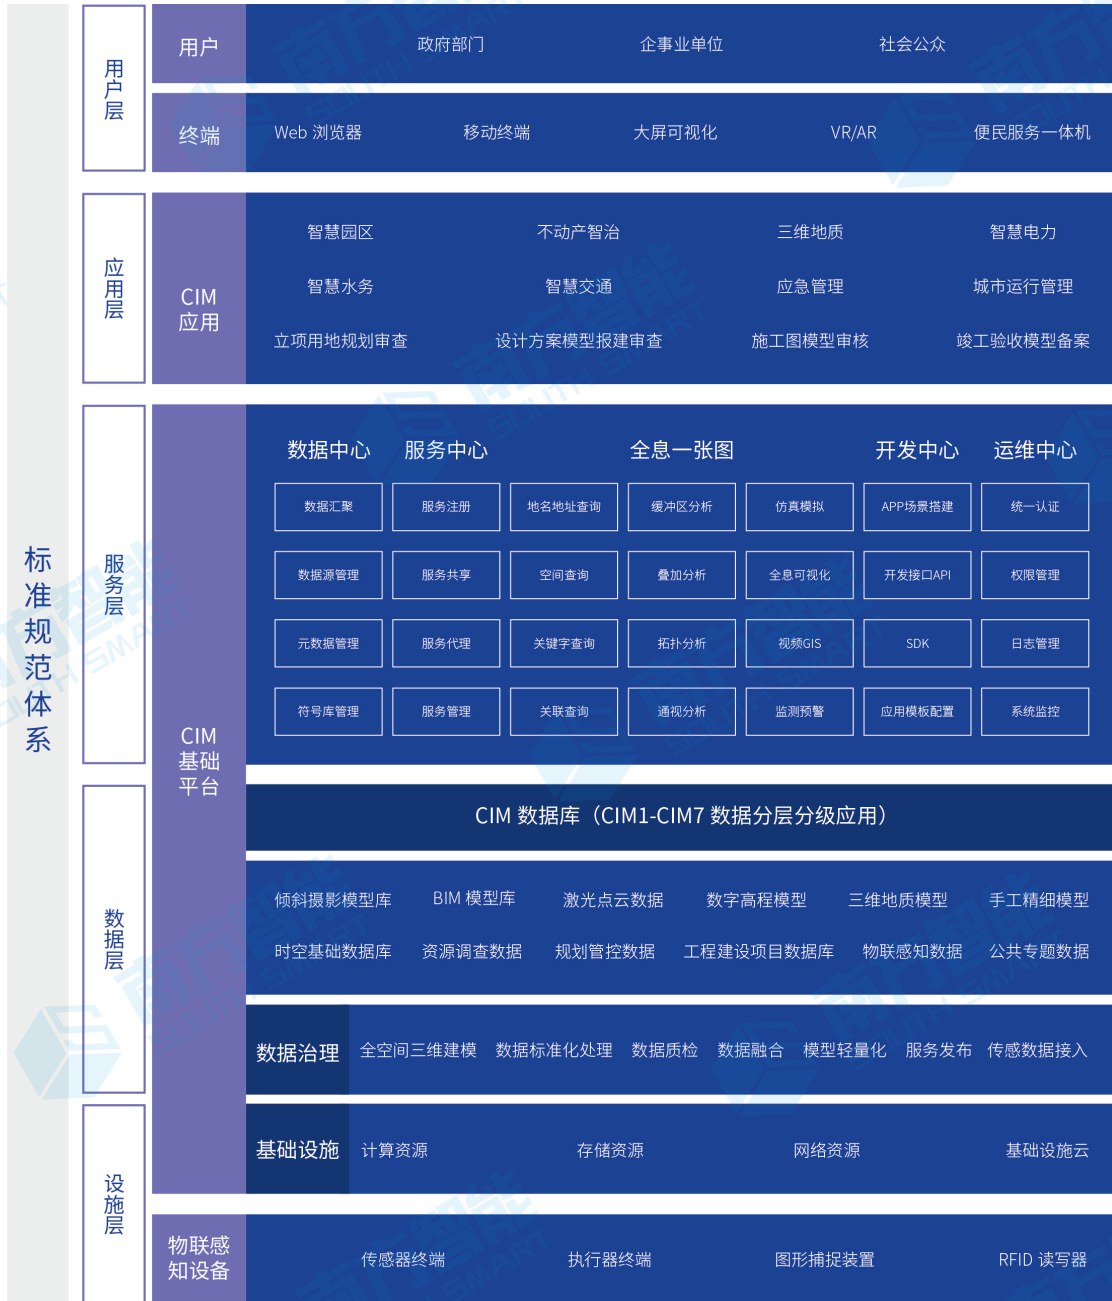 标准规范体系
用户层
用户
政府部门 企事业单位 社会公众
终端
Web 浏览器 移动终端 大屏可视化 VR/AR 便民服务一体机
应用层
CIM
应用
智慧园区 不动产智治 三维地质 智慧电力
智慧水务 智慧交通 应急管理 城市运行管理
立项用地规划审查 设计方案模型报建审查 施工图模型审核 竣工验收模型备案
服务层
CIM
基础
平台
数据中心 服务中心 全息一张图 开发中心 运维中心
数据汇聚 服务注册 地名地址查询 缓冲区分析 仿真模拟 APP场景搭建 统一认证
数据源管理 服务共享 空间查询 叠加分析 全息可视化 开发接口API 权限管理
元数据管理 服务代理 关键字查询 拓扑分析 视频GIS SDK 日志管理
符号库管理 服务管理 关联查询 通视分析 监测预警 应用模板配置 系统监控
数据层
CIM 数据库（CIM1-CIM7 数据分层分级应用）
倾斜摄影模型库 BIM 模型库 激光点云数据 数字高程模型 三维地质模型 手工精细模型
时空基础数据库 资源调查数据 规划管控数据 工程建设项目数据库 物联感知数据 公共专题数据
数据治理 全空间三维建模 数据标准化处理 数据质检 数据融合 模型轻量化 服务发布 传感数据接入
设施层
基础设施 计算资源 存储资源 网络资源 基础设施云
物联感
知设备
传感器终端 执行器终端 图形捕捉装置 RFID 读写器
南方智能
SOUTH SMART